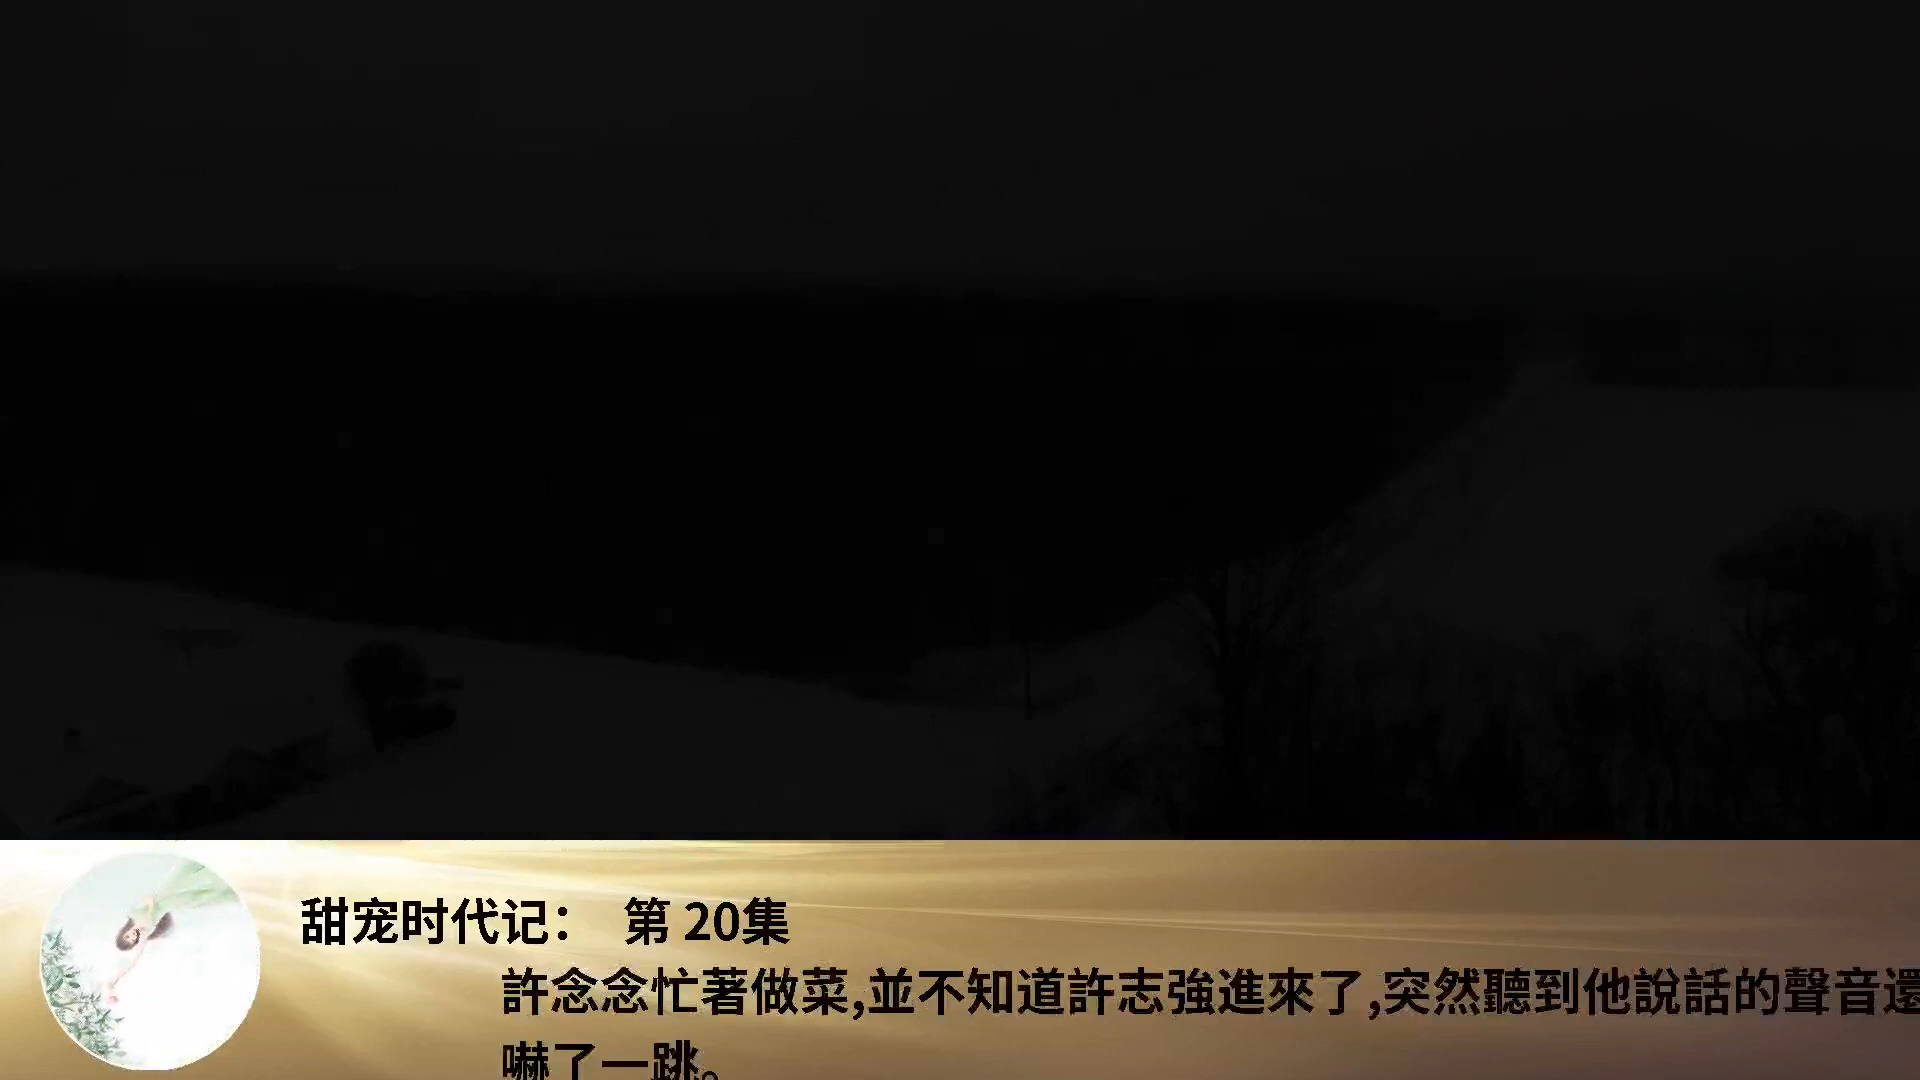 甜宠时代记： 第 20集
許念念忙著做菜,並不知道許志強進來了,突然聽到他說話的聲音還
嚇了一跳。